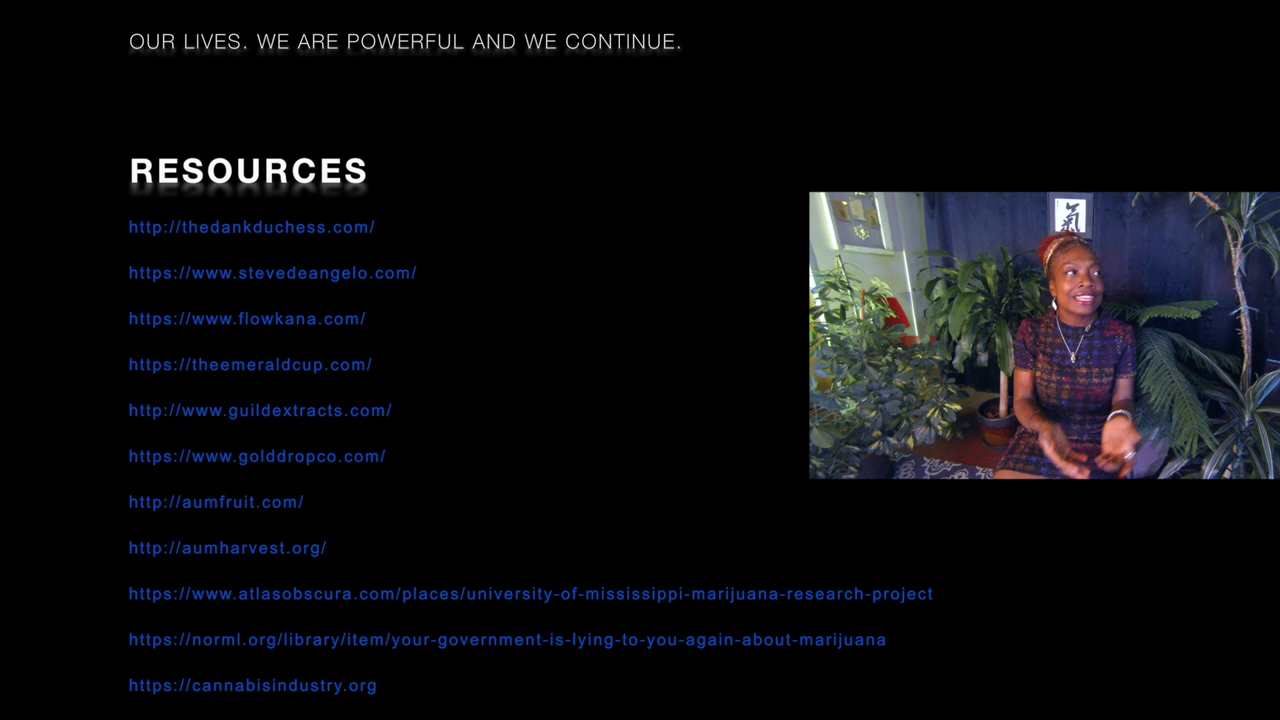 OUR LIVES. WE ARE POWERFUL AND WE CONTINUE.
RESOURCES
http://thedankduchess.com/
https://www.stevedeangelo.com/
https://www.flowkana.com/
https://theemeraldcup.com/
http://www.guildextracts.com/
https://www.golddropco.com/
http://aumfruit.com/
http://aumharvest.org/
https://www.atlasobscura.com/places/university-of-mississippi-marijuana-research-project
https://norml.org/library/item/your-government-is-lying-to-you-again-about-marijuana
https://cannabisindustry.org
氣